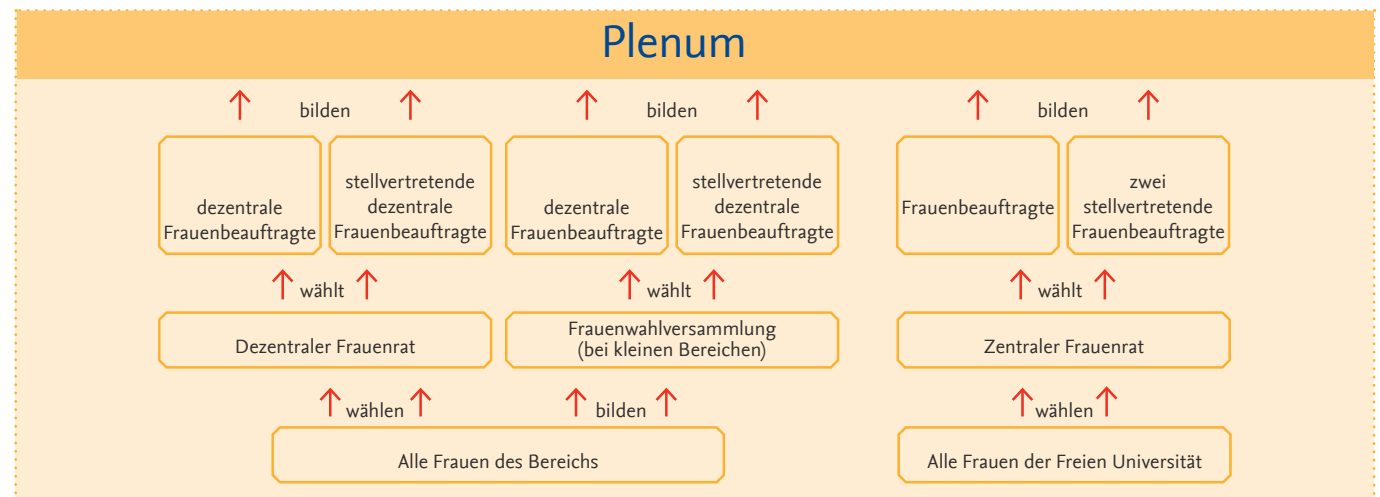 Plenum
bilden
bilden
bilden
dezentrale
Frauenbeauftragte
stellvertretende
dezentrale
Frauenbeauftragte
dezentrale
Frauenbeauftragte
stellvertretende
dezentrale
Frauenbeauftragte
Frauenbeauftragte
zwei
stellvertretende
Frauenbeauftragte
wählt
wählt
wählt
Dezentraler Frauenrat
Frauenwahlversammlung
(bei kleinen Bereichen)
Zentraler Frauenrat
wählen
bilden
wählen
Alle Frauen des Bereichs
Alle Frauen der Freien Universität